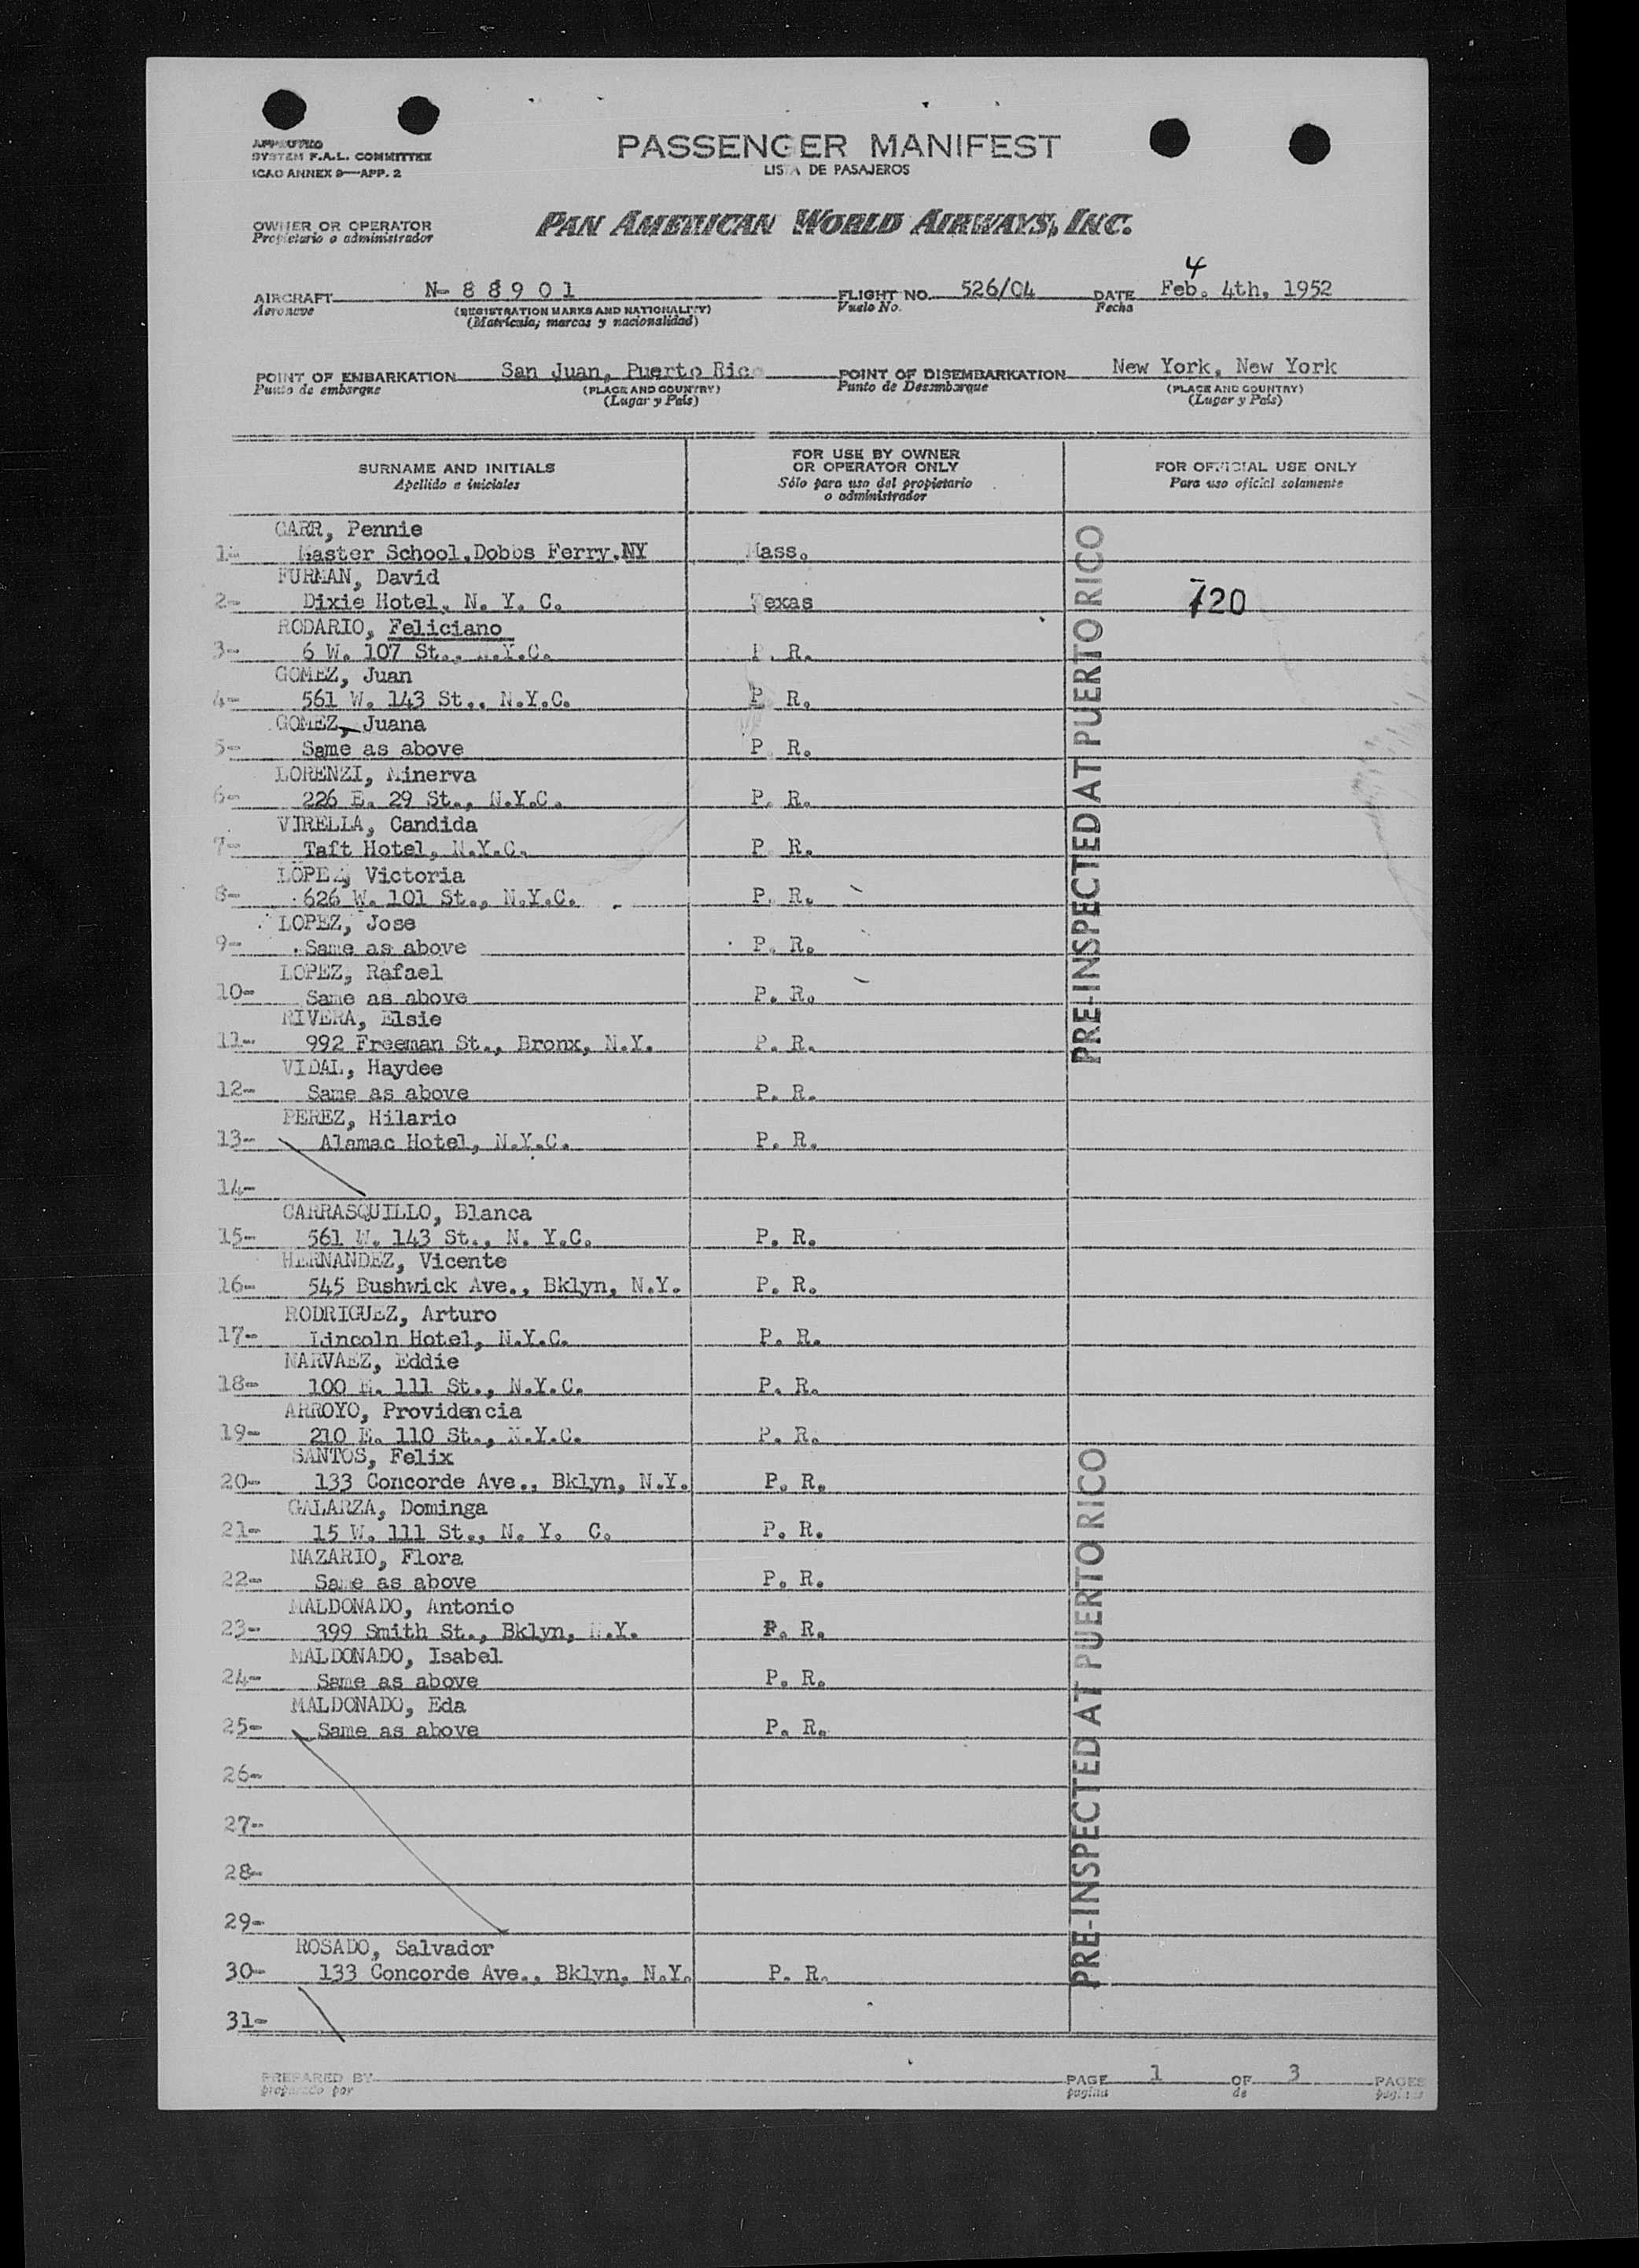 APPROVED
SYSTEM F.A.L. COMMITTEE
ICAO ANNEX 9—APP. 2
PASSENGER MANIFEST
LISTA DE PASAJEROS
OWNER OR OPERATOR
Propietario o administrador
PAN AMERICAN WORLD AIRWAYS, INC.
4
AIRCRAFT N- 8 8 9 0 1 FLIGHT NO. 526/04 DATE Feb. 4th, 1952
Aeronave (REGISTRATION MARKS AND NATIONALITY) Vuelo No. Fecha
(Matrícula; marcas y nacionalidad)
POINT OF EMBARKATION San Juan, Puerto Rico POINT OF DISEMBARKATION New York, New York
Punto de embarque (PLACE AND COUNTRY) Punto de Desembarque (PLACE AND COUNTRY)
(Lugar y País) (Lugar y País)
SURNAME AND INITIALS
Apellido e iniciales
FOR USE BY OWNER
OR OPERATOR ONLY
Sólo para uso del propietario
o administrador
FOR OFFICIAL USE ONLY
Para uso oficial solamente
CARR, Pennie
1- Master School, Dobbs Ferry, NY Mass.
FURMAN, David
2- Dixie Hotel, N. Y. C. Texas 720
RODARIO, Feliciano
3- 6 W. 107 St., N.Y.C. P. R.
GOMEZ, Juan
4- 561 W. 143 St., N.Y.C. P. R.
GOMEZ, Juana
5- Same as above P. R.
LORENZI, Minerva
6- 226 E. 29 St., N.Y.C. P. R.
VIRELLA, Candida
7- Taft Hotel, N.Y.C. P. R.
LOPEZ, Victoria
8- 626 W. 101 St., N.Y.C. P. R.
LOPEZ, Jose
9- Same as above P. R.
LOPEZ, Rafael
10- Same as above P. R.
RIVERA, Elsie
11- 992 Freeman St., Bronx, N.Y. P. R.
VIDAL, Haydee
12- Same as above P. R.
PEREZ, Hilario
13- Alamac Hotel, N.Y.C. P. R.
14-
CARRASQUILLO, Blanca
15- 561 W. 143 St., N. Y.C. P. R.
HERNANDEZ, Vicente
16- 545 Bushwick Ave., Bklyn, N.Y. P. R.
RODRIGUEZ, Arturo
17- Lincoln Hotel, N.Y.C. P. R.
NARVAEZ, Eddie
18- 100 E. 111 St., N.Y.C. P. R.
ARROYO, Providencia
19- 210 E. 110 St., N.Y.C. P. R.
SANTOS, Felix
20- 133 Concorde Ave., Bklyn, N.Y. P. R.
GALARZA, Dominga
21- 15 W. 111 St., N. Y. C. P. R.
NAZARIO, Flora
22- Same as above P. R.
MALDONADO, Antonio
23- 399 Smith St., Bklyn, N.Y. P. R.
MALDONADO, Isabel
24- Same as above P. R.
MALDONADO, Eda
25- Same as above P. R.
26-
27-
28-
29-
ROSADO, Salvador
30- 133 Concorde Ave., Bklyn, N.Y. P. R.
31-
PRE-INSPECTED AT PUERTO RICO
PRE-INSPECTED AT PUERTO RICO
PREPARED BY PAGE 1 OF 3 PAGES
preparado por pagina de paginas